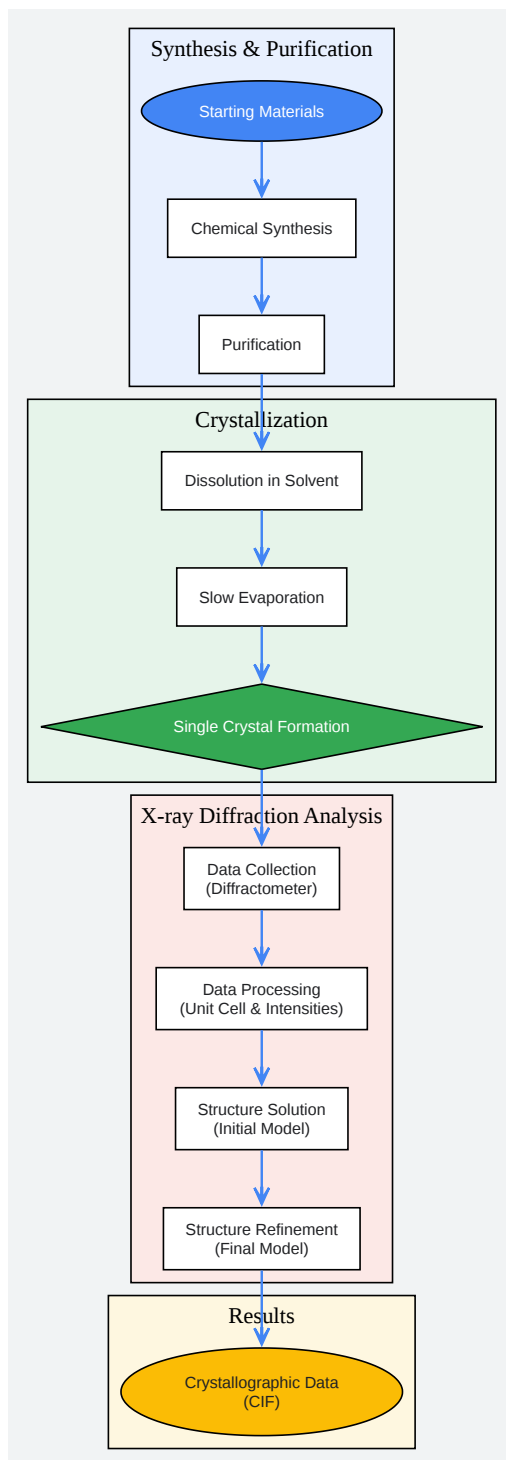 Synthesis & Purification
Starting Materials
Chemical Synthesis
Purification
Crystallization
Dissolution in Solvent
Slow Evaporation
Single Crystal Formation
X-ray Diffraction Analysis
Data Collection
(Diffractometer)
Data Processing
(Unit Cell & Intensities)
Structure Solution
(Initial Model)
Structure Refinement
(Final Model)
Results
Crystallographic Data
(CIF)